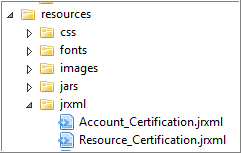 resources
css
fonts
images
jars
jrxml
Account_Certification.jrxml
Resource_Certification.jrxml